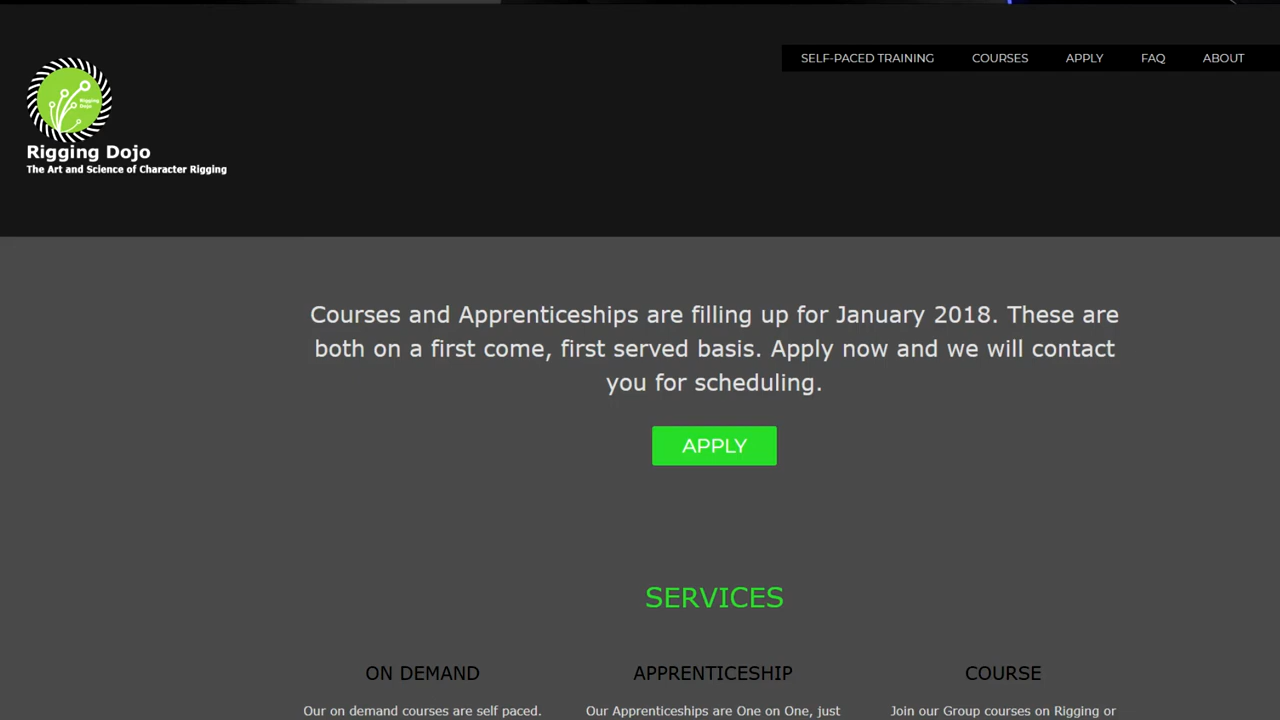 SELF-PACED TRAINING COURSES APPLY FAQ ABOUT
Rigging
Dojo
Rigging Dojo
The Art and Science of Character Rigging
Courses and Apprenticeships are filling up for January 2018. These are
both on a first come, first served basis. Apply now and we will contact
you for scheduling.
APPLY
SERVICES
ON DEMAND
APPRENTICESHIP
COURSE
Our on demand courses are self paced.
Our Apprenticeships are One on One, just
Join our Group courses on Rigging or